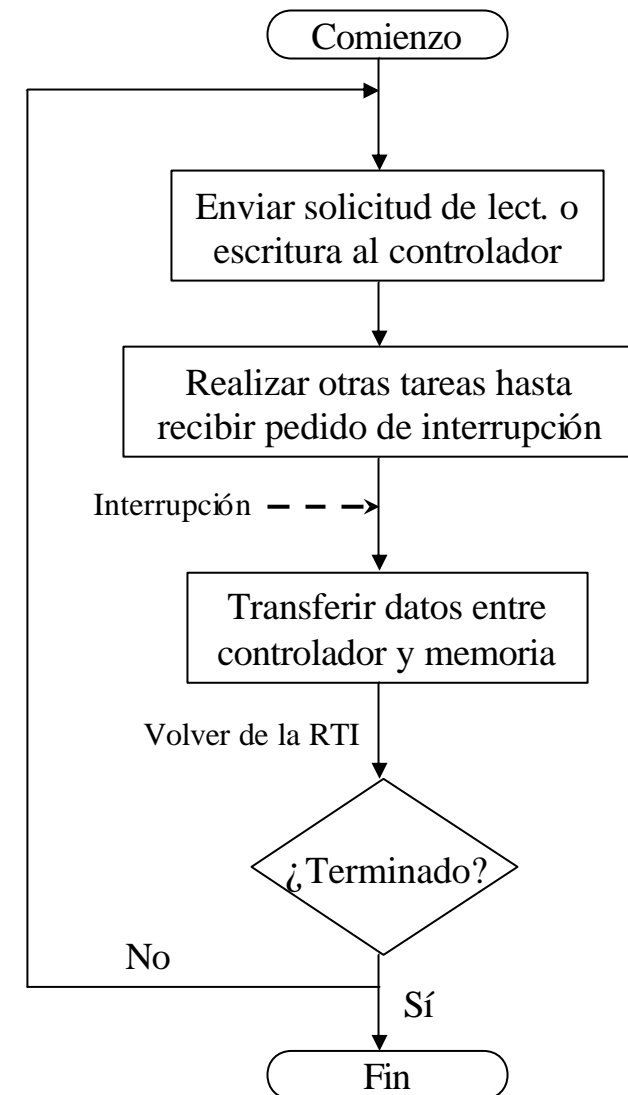 Comienzo
Enviar solicitud de lect. o
escritura al controlador
Realizar otras tareas hasta
recibir pedido de interrupción
Interrupción
Transferir datos entre
controlador y memoria
Volver de la RTI
¿Terminado?
No
Sí
Fin